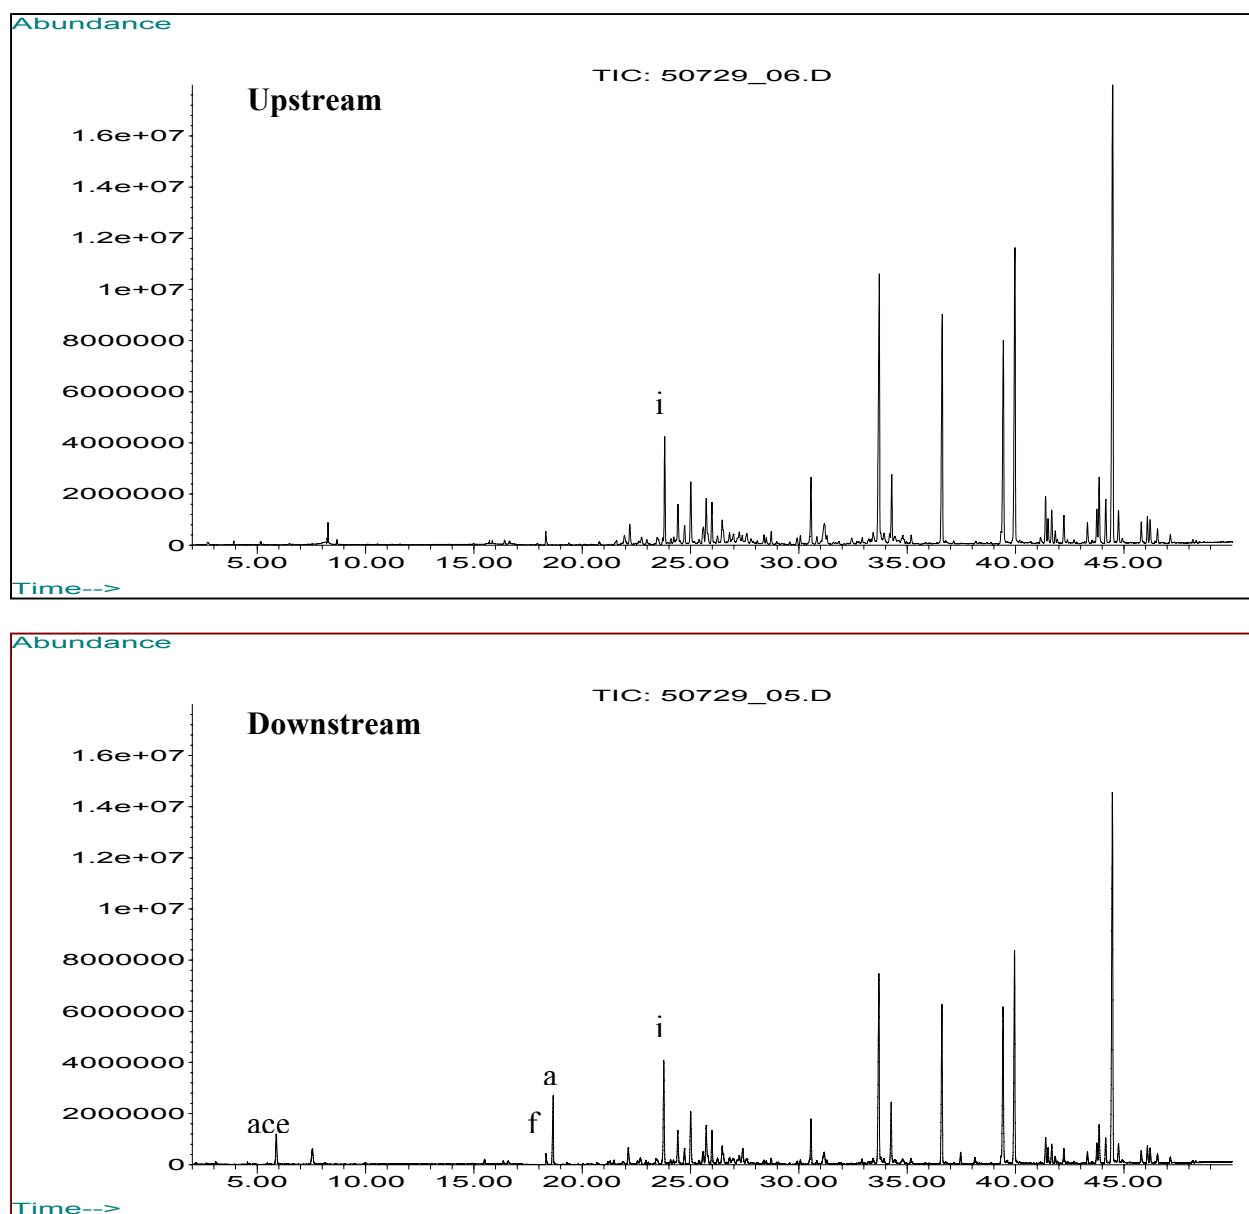 Abundance
TIC: 50729_06.D
Upstream
1.6e+07
1.4e+07
1.2e+07
1e+07
8000000
6000000
i
4000000
2000000
0
5.00 10.00 15.00 20.00 25.00 30.00 35.00 40.00 45.00
Time-->
Abundance
TIC: 50729_05.D
Downstream
1.6e+07
1.4e+07
1.2e+07
1e+07
8000000
6000000
i
4000000
a
2000000
f
ace
0
5.00 10.00 15.00 20.00 25.00 30.00 35.00 40.00 45.00
Time-->